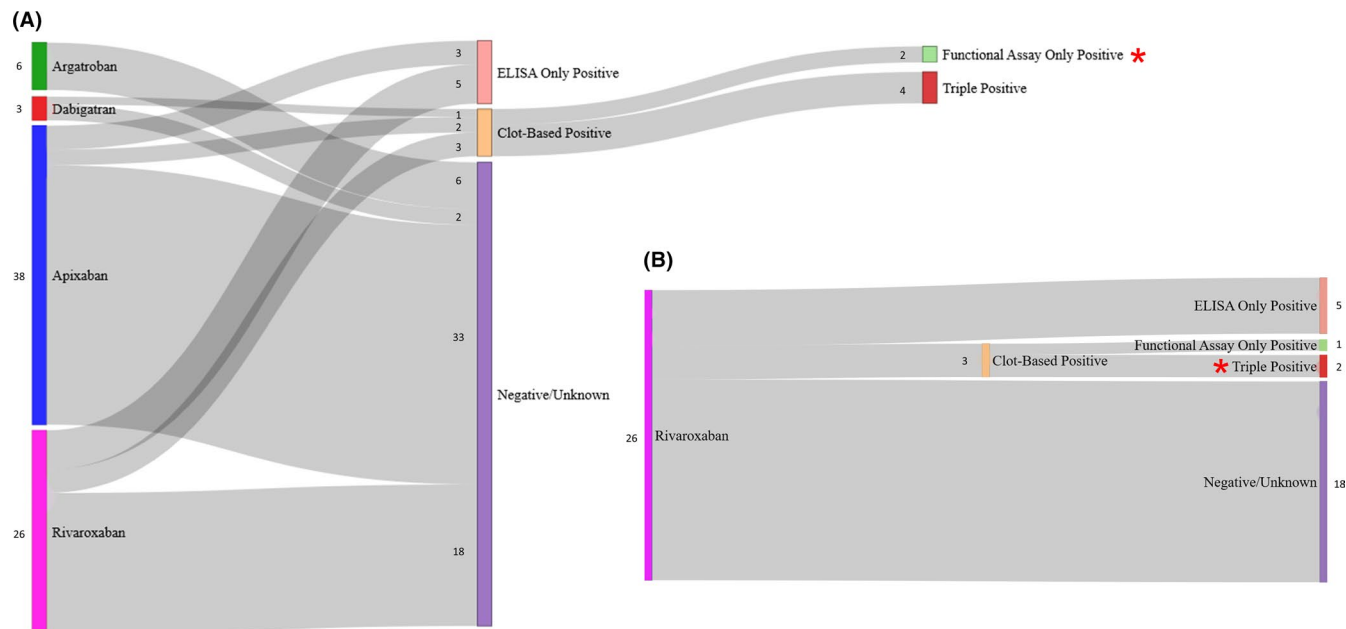 (A)
6
Argatroban
3
Dabigatran
38
Apixaban
26
Rivaroxaban
3
5
ELISA Only Positive
1
2
3
Clot-Based Positive
6
2
33
18
Negative/Unknown
2
Functional Assay Only Positive *
4
Triple Positive
(B)
26
Rivaroxaban
3
Clot-Based Positive
ELISA Only Positive 5
Functional Assay Only Positive 1
* Triple Positive 2
Negative/Unknown 18